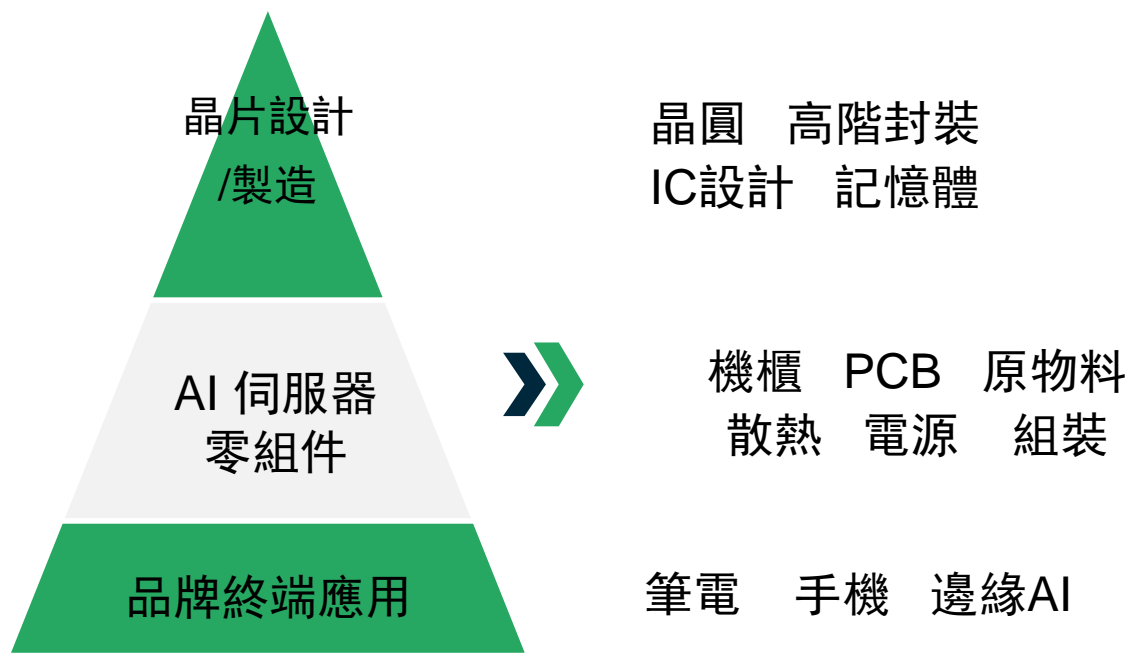 晶片設計
/製造
晶圓 高階封裝
IC設計 記憶體
AI 伺服器
零組件
機櫃 PCB 原物料
散熱 電源 組裝
品牌終端應用
筆電 手機 邊緣AI